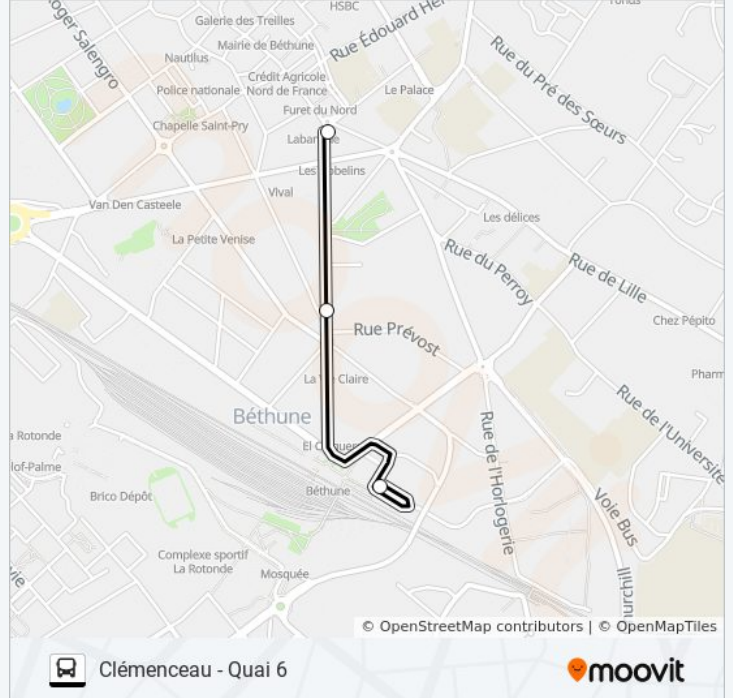 HSBC
Fonds
Galerie des Treilles
Roger Salengro
Rue Édouard Her
Mairie de Béthune
Nautilus
Rue du Pré des Sœurs
Crédit Agricole
Nord de France
Police nationale
Le Palace
Furet du Nord
Chapelle Saint-Pry
Les
Vival
Van Den Casteele
Les délices
La Petite Venise
Rue du Perroy
Rue de Lille
Chez Pépito
Rue Prévost
Pharm
La
Claire
Béthune
Rue de l'Université
a Rotonde
El
lof-Palme
Rue de l'Horlogerie
Béthune
Brico Dépôt
Voie Bus
Complexe sportif
La Rotonde
Mosquée
vie
urchill
© OpenStreetMap contributors | © OpenMapTiles
Clémenceau - Quai 6
moovit